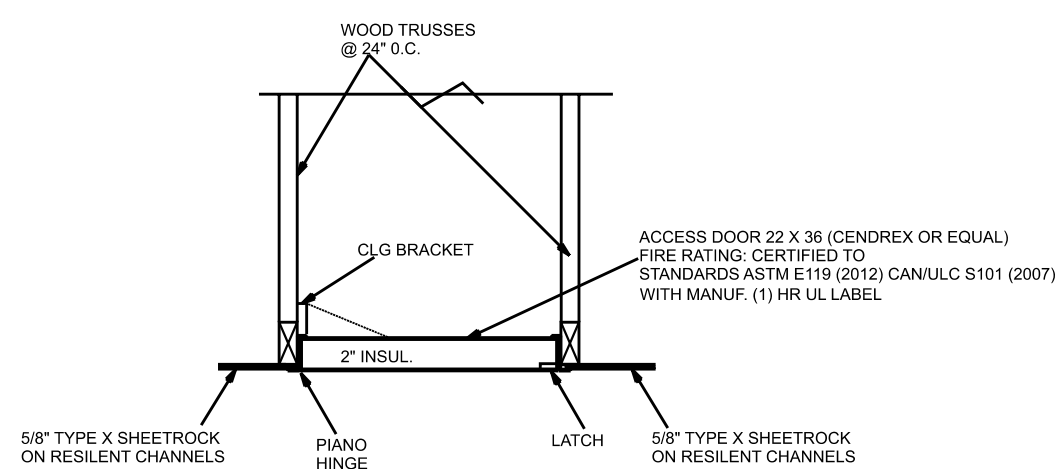 WOOD TRUSSES
@ 24" 0.C.
CLG BRACKET
ACCESS DOOR 22 X 36 (CENDREX OR EQUAL)
FIRE RATING: CERTIFIED TO
STANDARDS ASTM E119 (2012) CAN/ULC S101 (2007)
WITH MANUF. (1) HR UL LABEL
2" INSUL.
5/8" TYPE X SHEETROCK
ON RESILENT CHANNELS
PIANO
HINGE
LATCH
5/8" TYPE X SHEETROCK
ON RESILENT CHANNELS